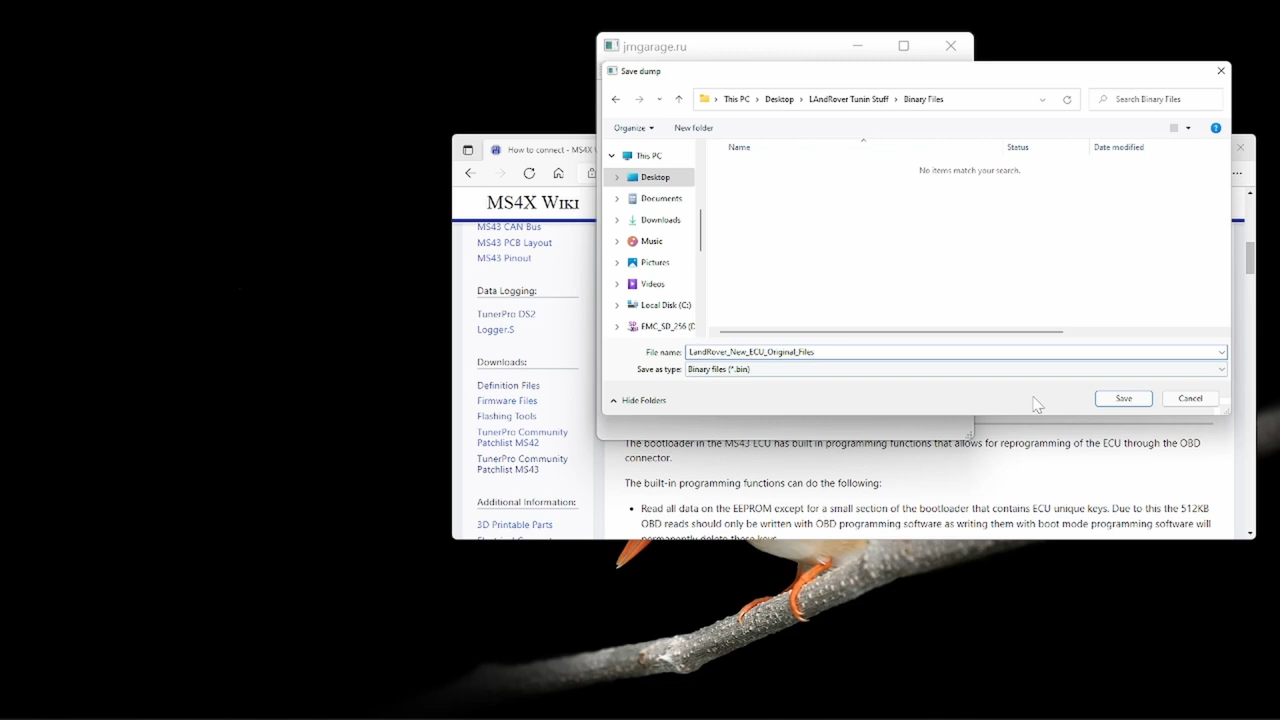 jmgarage.ru
Save dump
This PC > Desktop > LAndRover Tunin Stuff > Binary Files
Search Binary Files
Organize
New folder
Name
Status
Date modified
No items match your search.
This PC
Desktop
Documents
Downloads
Music
Pictures
Videos
Local Disk (C:)
EMC_SD_256 (D
File name: LandRover_New_ECU_Original_Files
Save as type: Binary files (*.bin)
Hide Folders
Save
Cancel
How to connect - MS4X W
MS4X Wiki
MS43 CAN Bus
MS43 PCB Layout
MS43 Pinout
Data Logging:
TunerPro DS2
Logger.S
Downloads:
Definition Files
Firmware Files
Flashing Tools
TunerPro Community
Patchlist MS42
TunerPro Community
Patchlist MS43
Additional Information:
3D Printable Parts
The bootloader in the MS43 ECU has built in programming functions that allows for reprogramming of the ECU through the OBD
connector.
The built-in programming functions can do the following:
• Read all data on the EEPROM except for a small section of the bootloader that contains ECU unique keys. Due to this the 512KB
OBD reads should only be written with OBD programming software as writing them with boot mode programming software will
permanently delete these keys